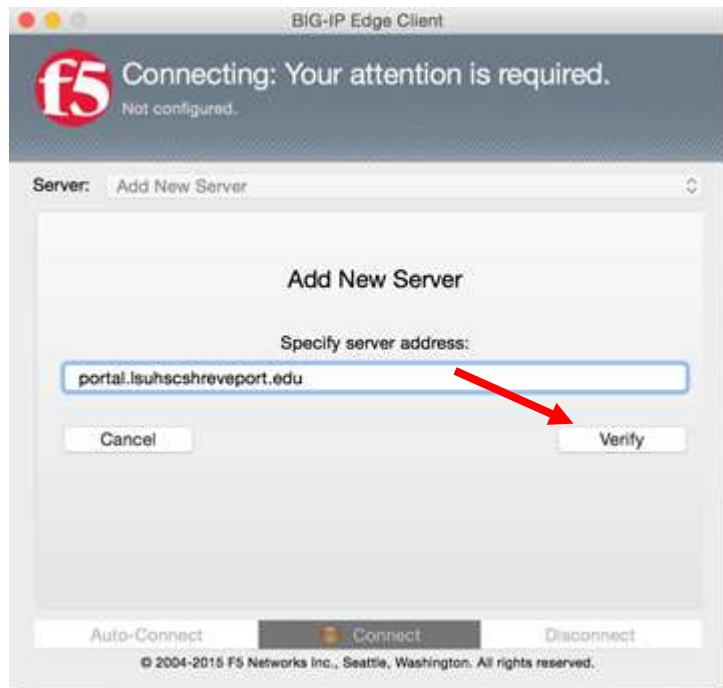 BIG-IP Edge Client
f5
Connecting: Your attention is required.
Not configured.
Server: Add New Server
Add New Server
Specify server address:
portal.lsuhscshreveport.edu
Cancel Verify
Auto-Connect Connect Disconnect
© 2004-2015 F5 Networks Inc., Seattle, Washington. All rights reserved.